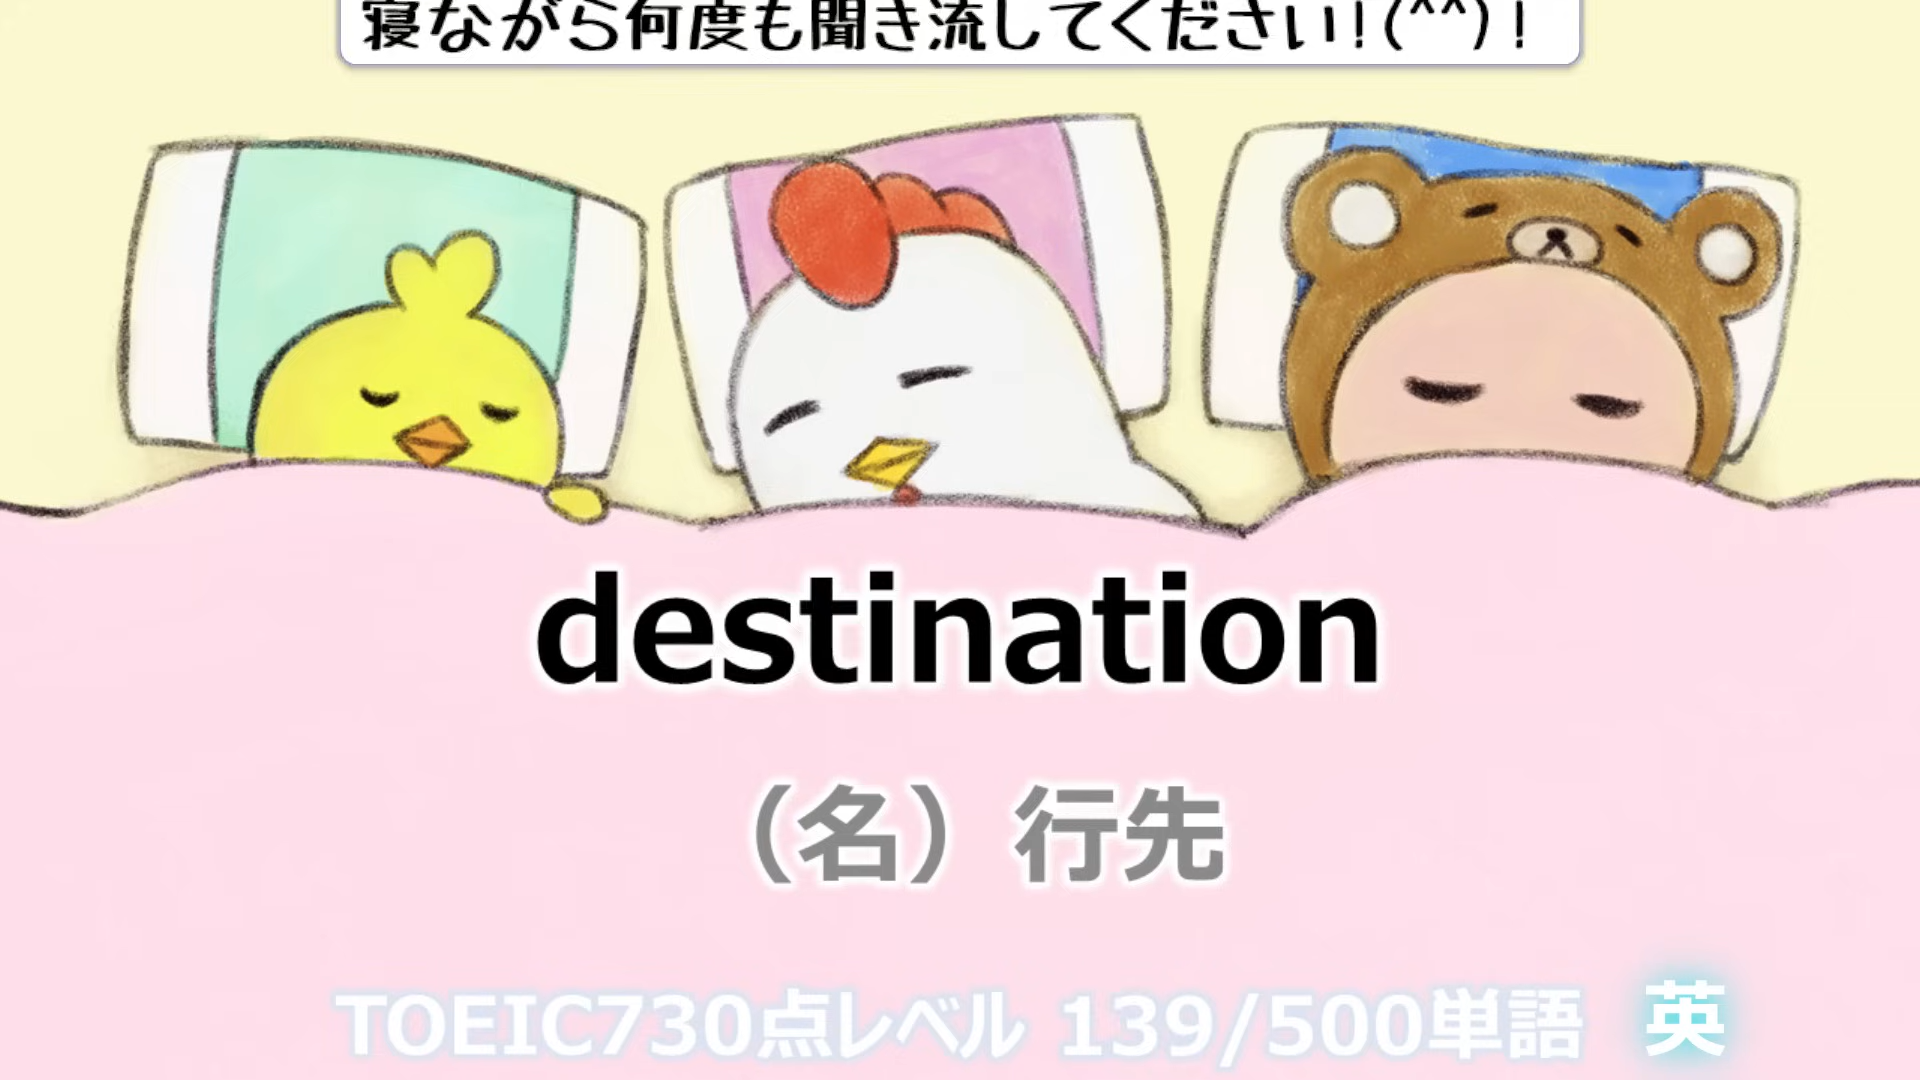 寝ながら何度も聞き流してください!(^^)!
destination
（名）行先
TOEIC730点レベル 139/500単語 英